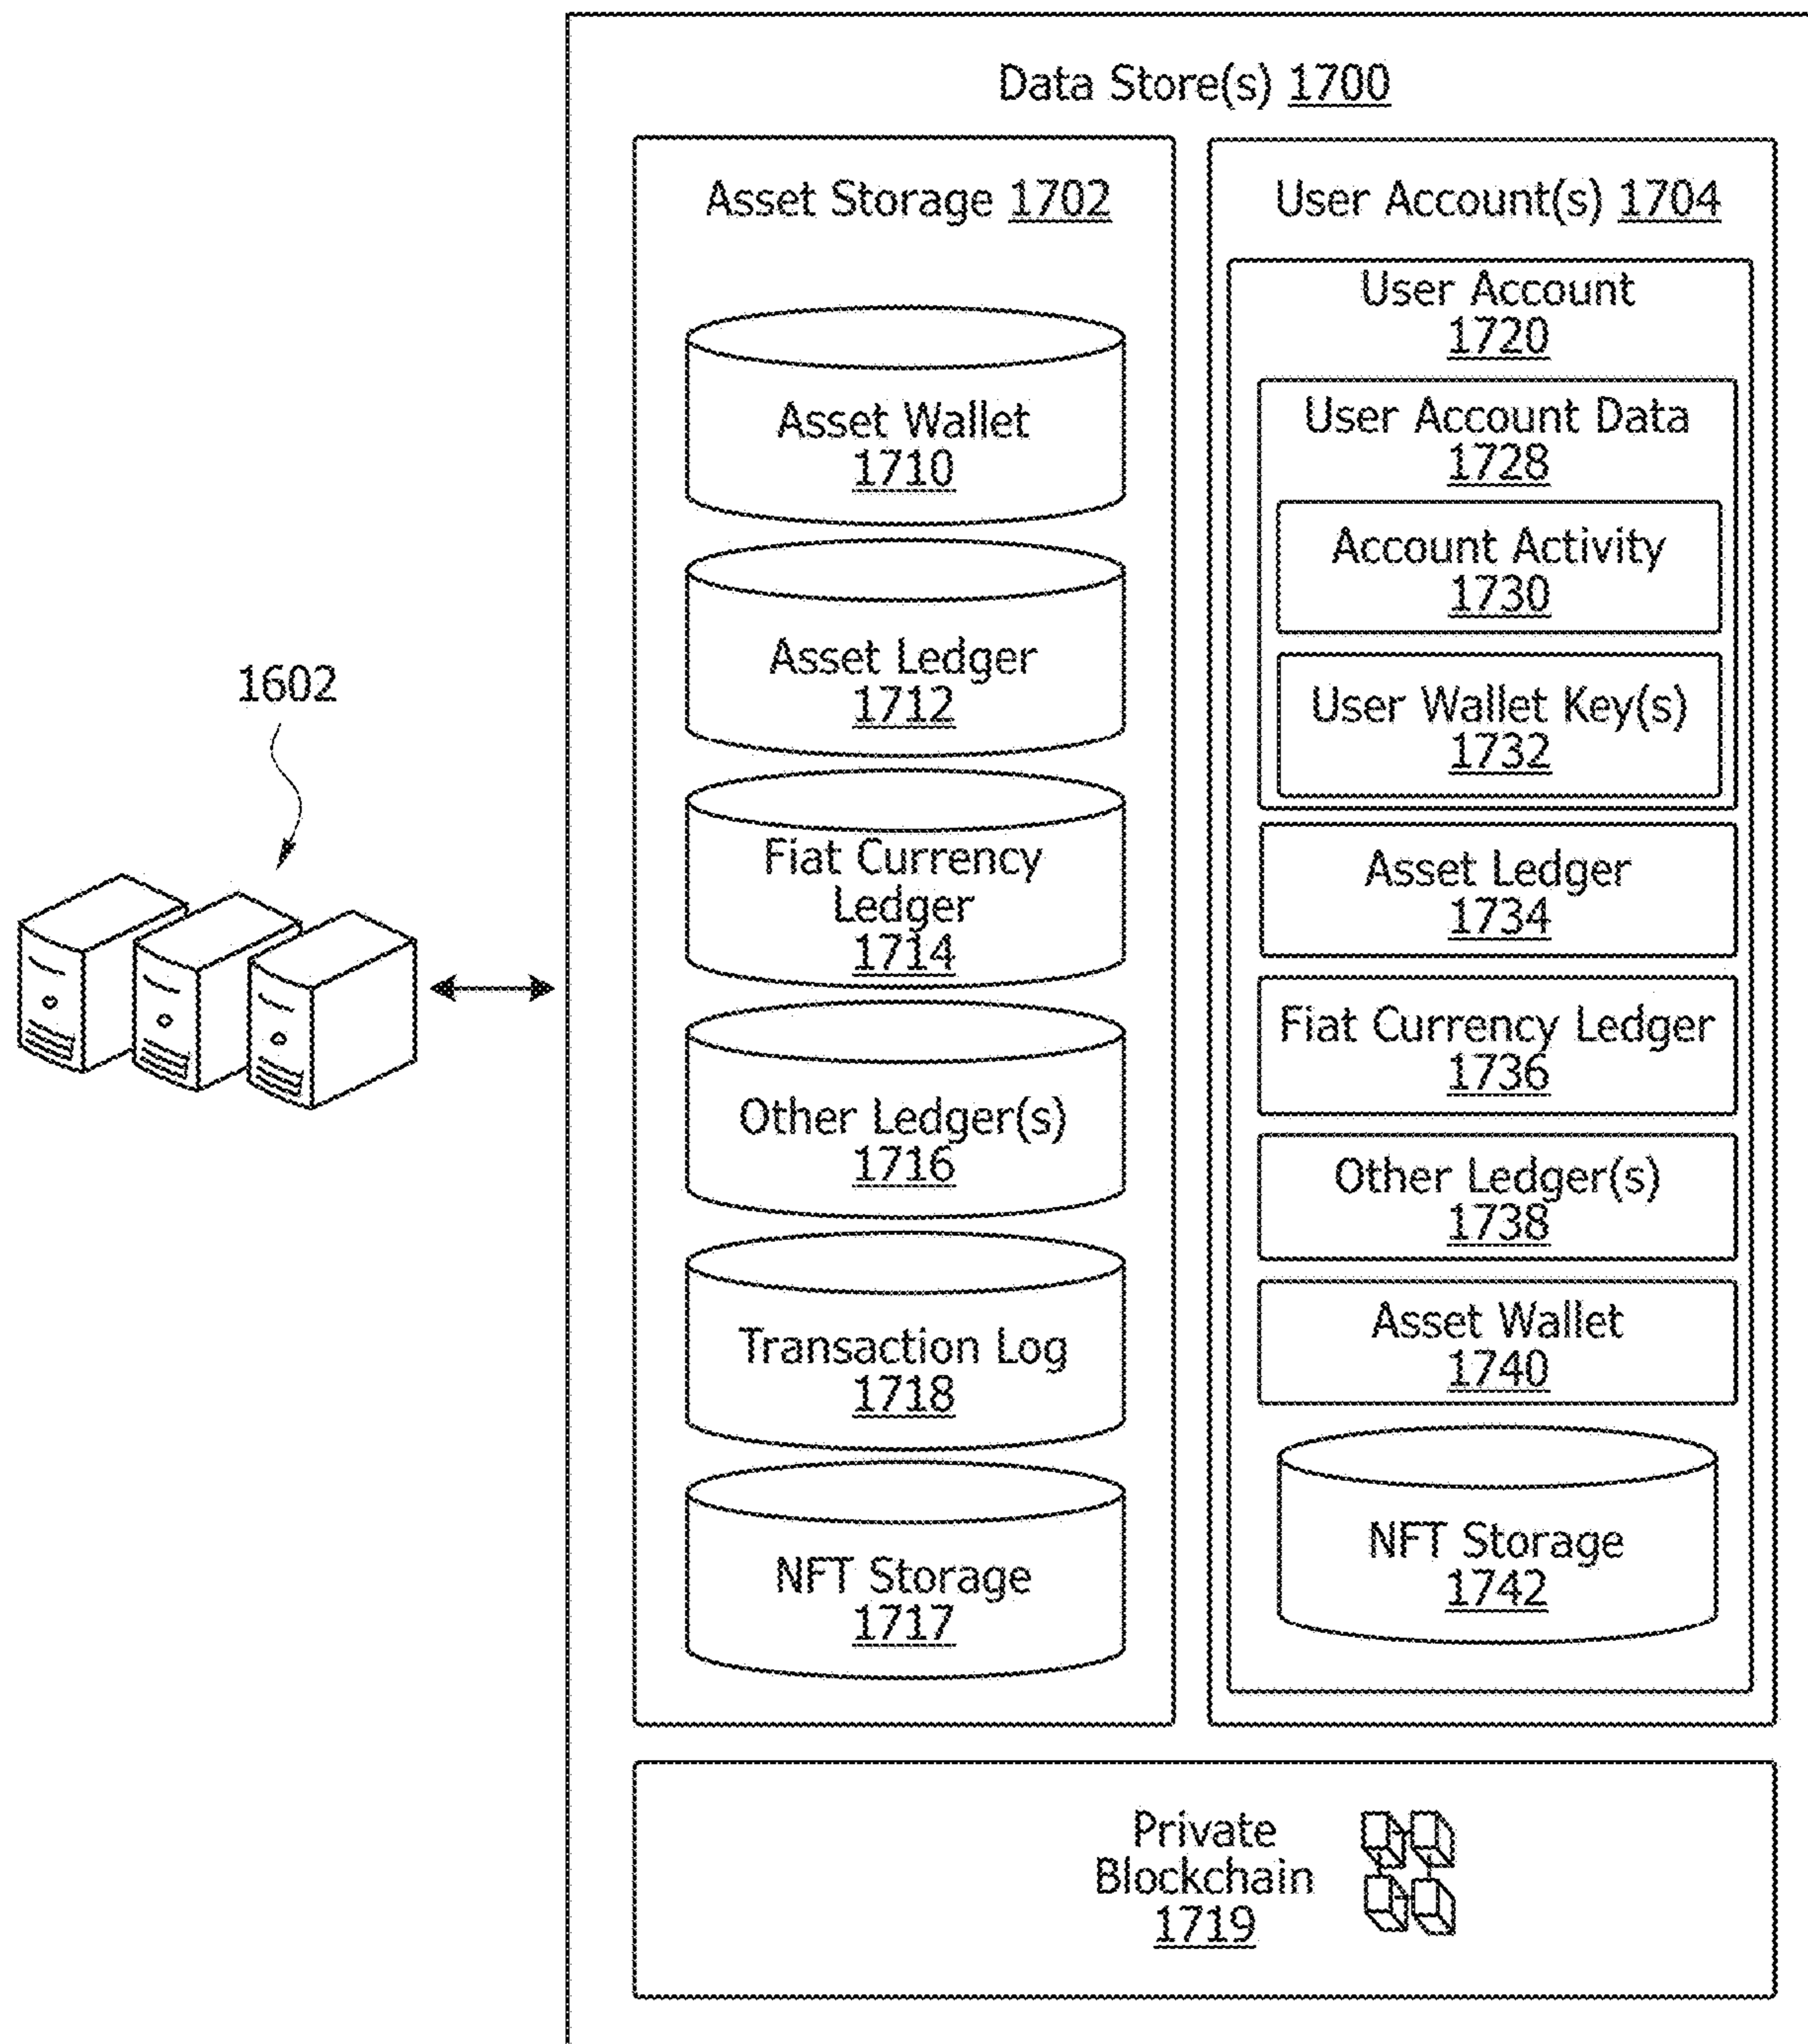 Data Store(s) 1700
Asset Storage 1702
Asset Wallet
1710
Asset Ledger
1712
Fiat Currency
Ledger
1714
Other Ledger(s)
1716
Transaction Log
1718
NFT Storage
1717
User Account(s) 1704
User Account
1720
User Account Data
1728
Account Activity
1730
User Wallet Key(s)
1732
Asset Ledger
1734
Fiat Currency Ledger
1736
Other Ledger(s)
1738
Asset Wallet
1740
NFT Storage
1742
Private
Blockchain
1719
1602